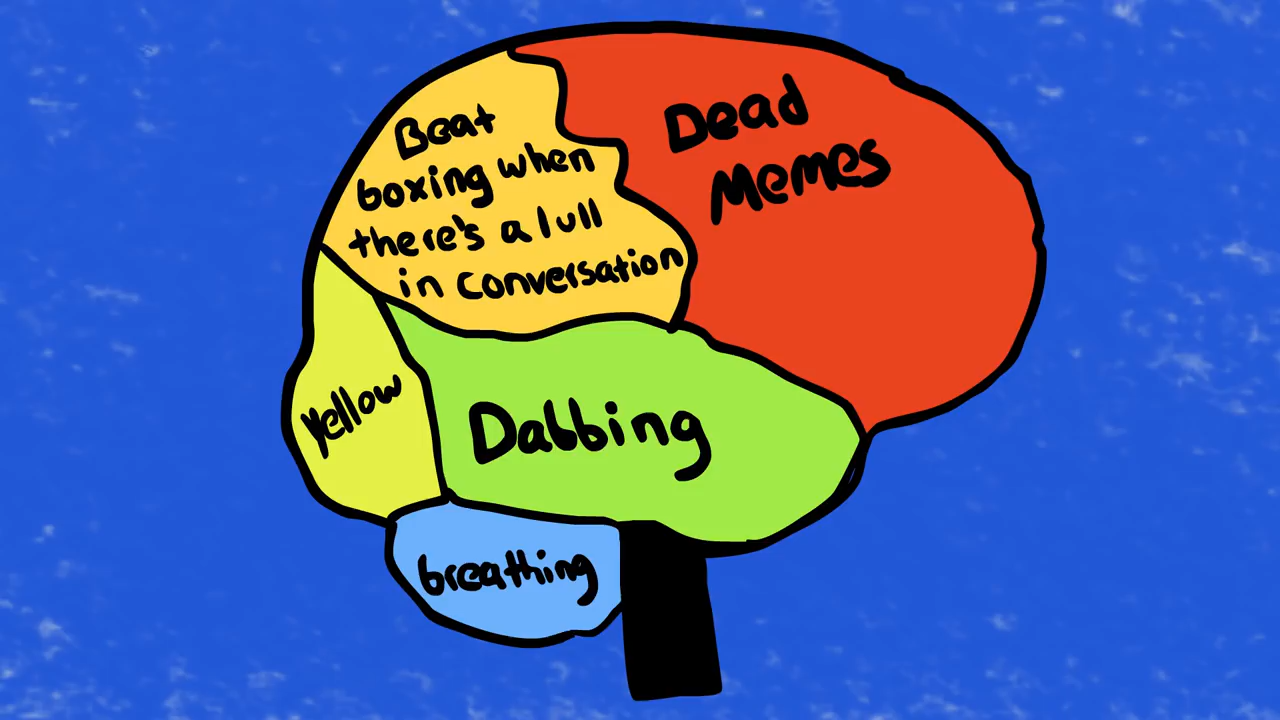 Beat
boxing when
there's a lull
in conversation
Dead
Memes
Yellow
Dabbing
breathing